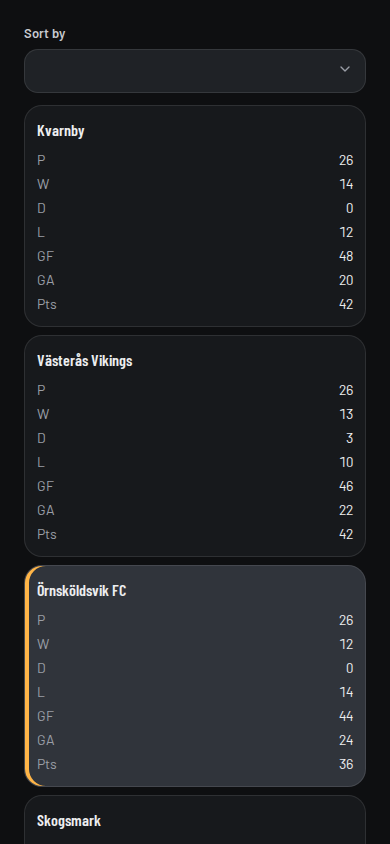 Sort by
Kvarnby
P 26
W 14
D 0
L 12
GF 48
GA 20
Pts 42
Västerås Vikings
P 26
W 13
D 3
L 10
GF 46
GA 22
Pts 42
Örnsköldsvik FC
P 26
W 12
D 0
L 14
GF 44
GA 24
Pts 36
Skogsmark